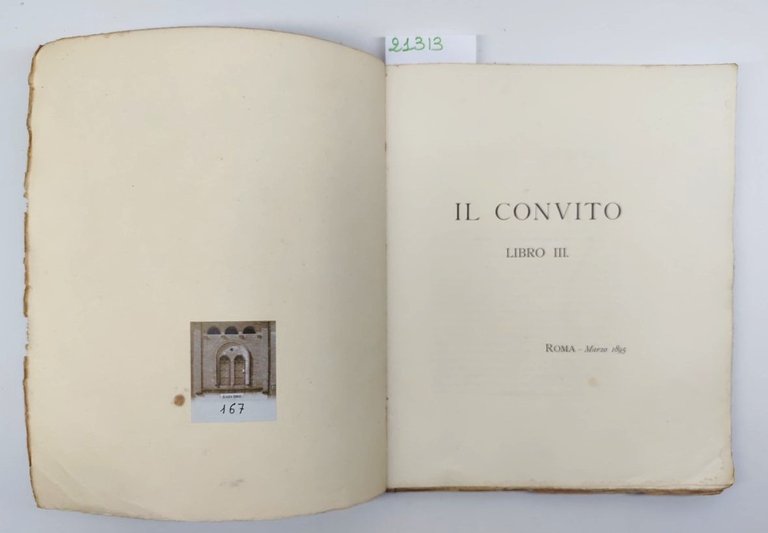 21313
IL CONVITO
LIBRO III.
ROMA - Marzo 1895
167